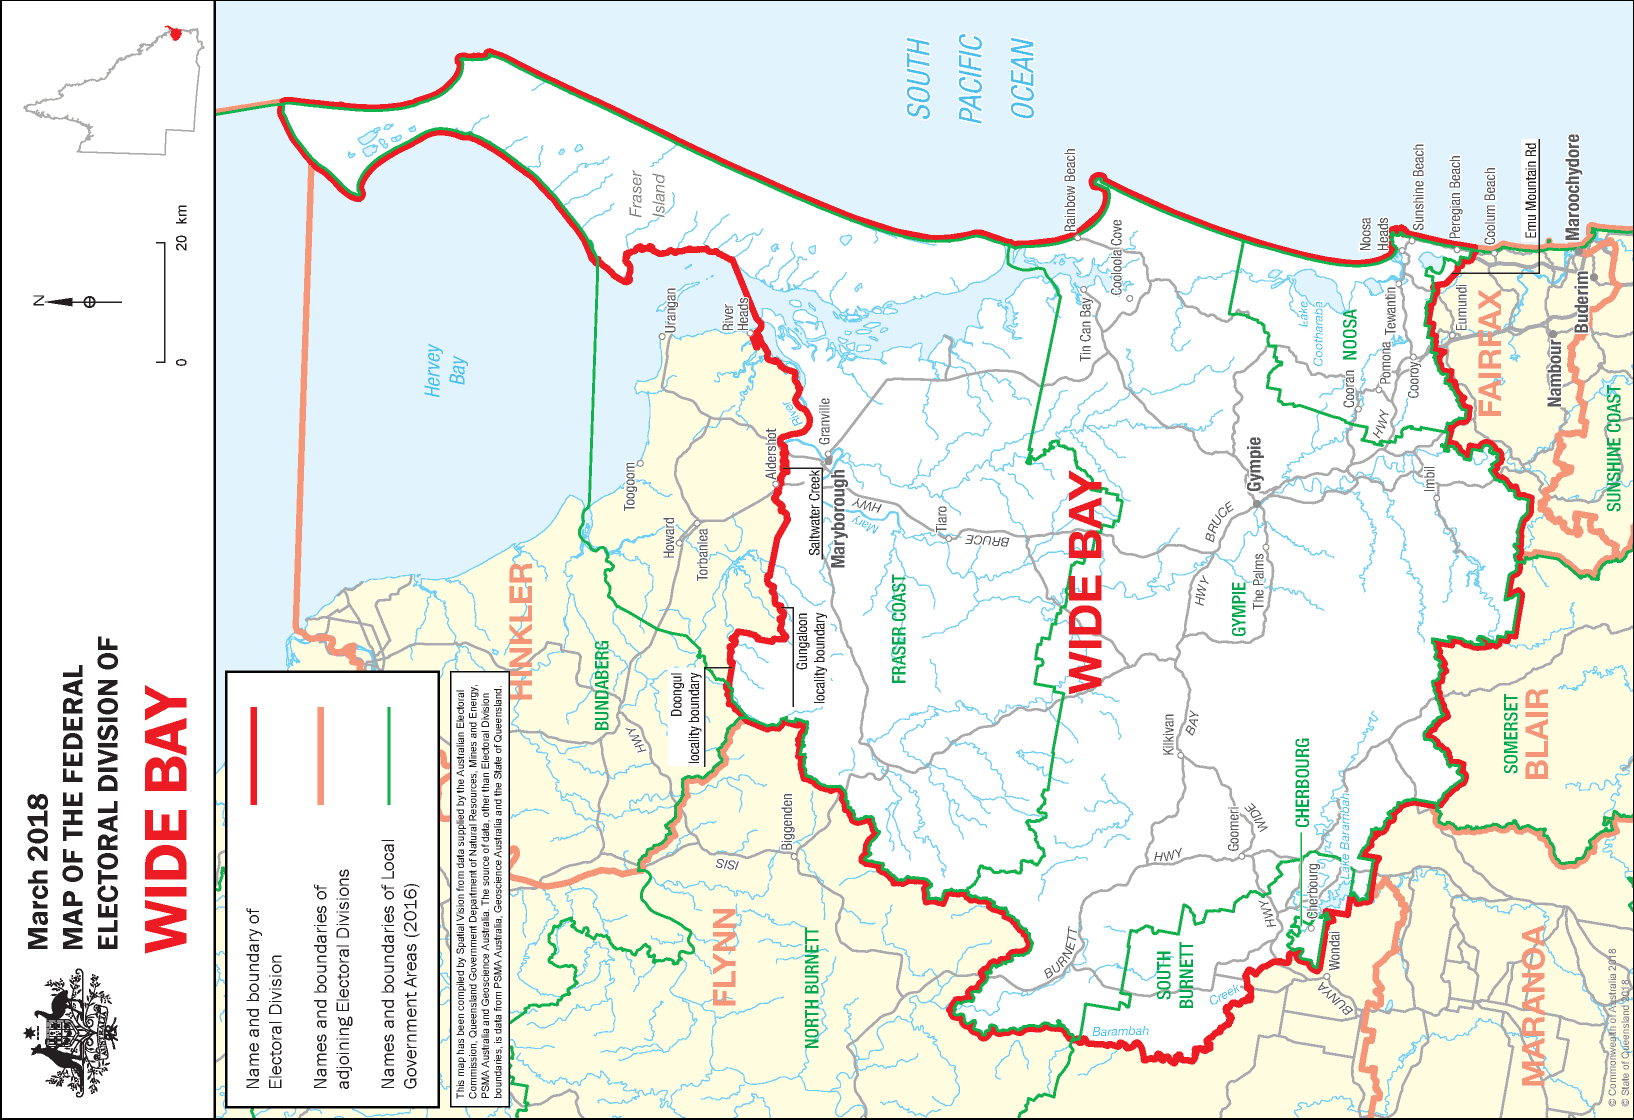 March 2018
MAP OF THE FEDERAL
ELECTORAL DIVISION OF
WIDE BAY
N
0
20 km
Name and boundary of
Electoral Division
Names and boundaries of
adjoining Electoral Divisions
Names and boundaries of Local
Government Areas (2016)
This map has been compiled by Spatial Vision from data supplied by the Australian Electoral
Commission, Queensland Government Department of Natural Resources, Mines and Energy,
PSMA Australia and Geoscience Australia. The source of data, other than Electoral Division
boundaries, is data from PSMA Australia, Geoscience Australia and the State of Queensland.
Hervey
Bay
SOUTH
PACIFIC
OCEAN
Fraser
Island
HINKLER
BUNDABERG
HWY
Urangan
River
Heads
Toogoom
Howard
Torbanlea
Aldershot
River
Granville
Saltwater Creek
Maryborough
HWY
Mary
Doongul
locality boundary
Gungaloon
locality boundary
ISIS
Biggenden
FLYNN
NORTH BURNETT
FRASER COAST
Tiaro
BRUCE
Rainbow Beach
Cooloola Cove
Tin Can Bay
WIDE BAY
BURNETT
Barambah
Creek
SOUTH
BURNETT
HWY
Kilkivan
BAY
WIDE
Goomeri
HWY
BRUCE
HWY
GYMPIE
The Palms
Gympie
CHERBOURG
Cherbourg
Lake Barambah
Wondai
BUNYA
Lake
Cootharaba
NOOSA
Cooran
Pomona
HWY
Tewantin
Cooroy
Noosa
Heads
Sunshine Beach
Peregian Beach
Coolum Beach
Emu Mountain Rd
Maroochydore
Imbil
Eumundi
FAIRFAX
Nambour
Buderim
SUNSHINE COAST
SOMERSET
BLAIR
MARANOA
© Commonwealth of Australia 2018
© State of Queensland 2018